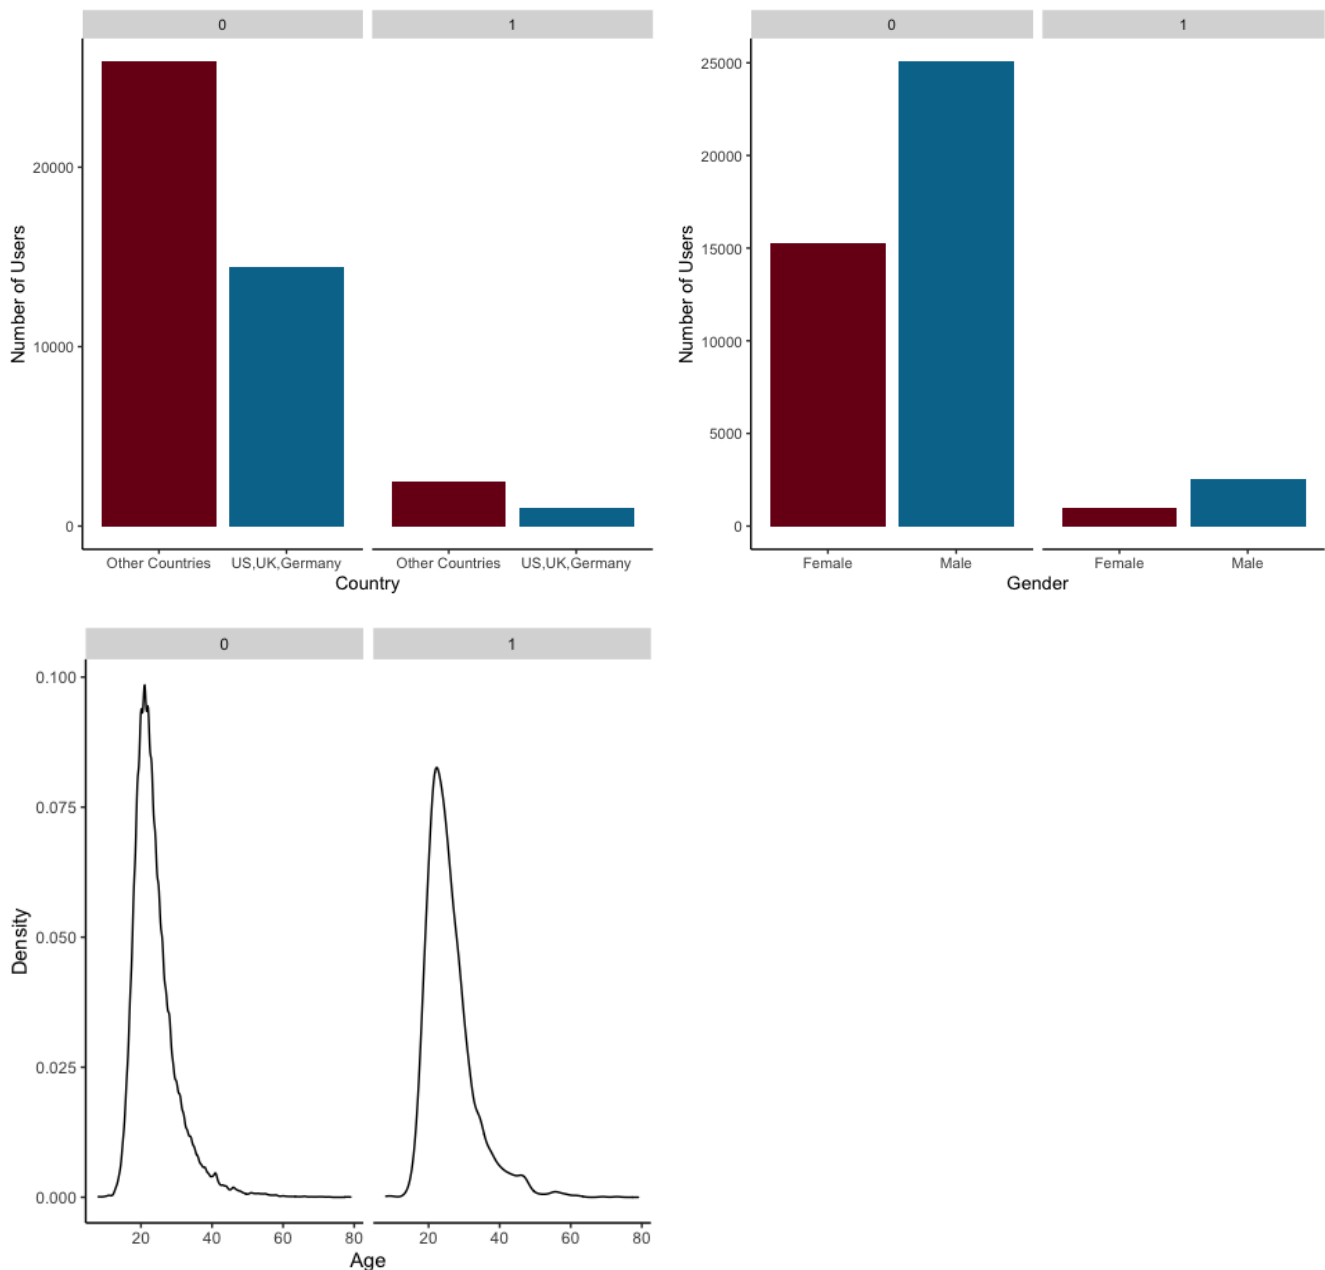 0 1
Number of Users
20000
10000
0
Other Countries US,UK,Germany Other Countries US,UK,Germany
Country
0 1
Number of Users
25000
20000
15000
10000
5000
0
Female Male Female Male
Gender
0 1
Density
0.100
0.075
0.050
0.025
0.000
20 40 60 80 20 40 60 80
Age